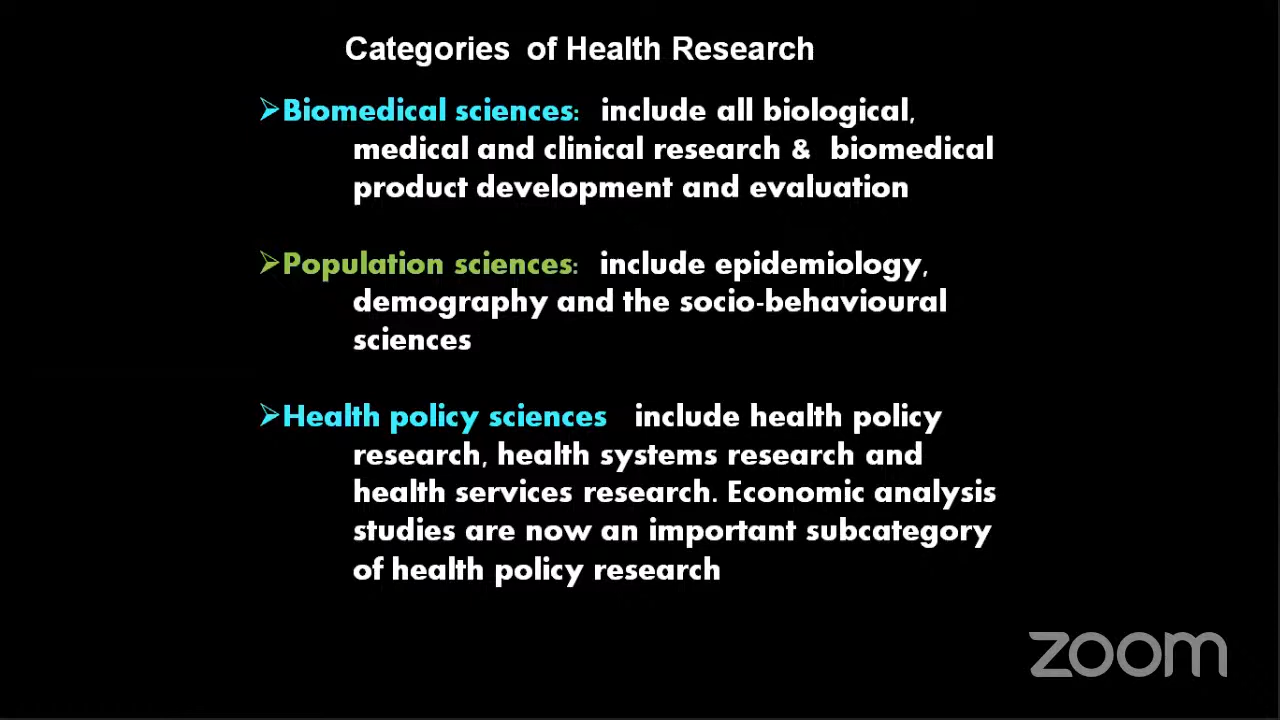 Categories of Health Research
➢Biomedical sciences: include all biological,
medical and clinical research & biomedical
product development and evaluation
➢Population sciences: include epidemiology,
demography and the socio-behavioural
sciences
➢Health policy sciences include health policy
research, health systems research and
health services research. Economic analysis
studies are now an important subcategory
of health policy research
zoom